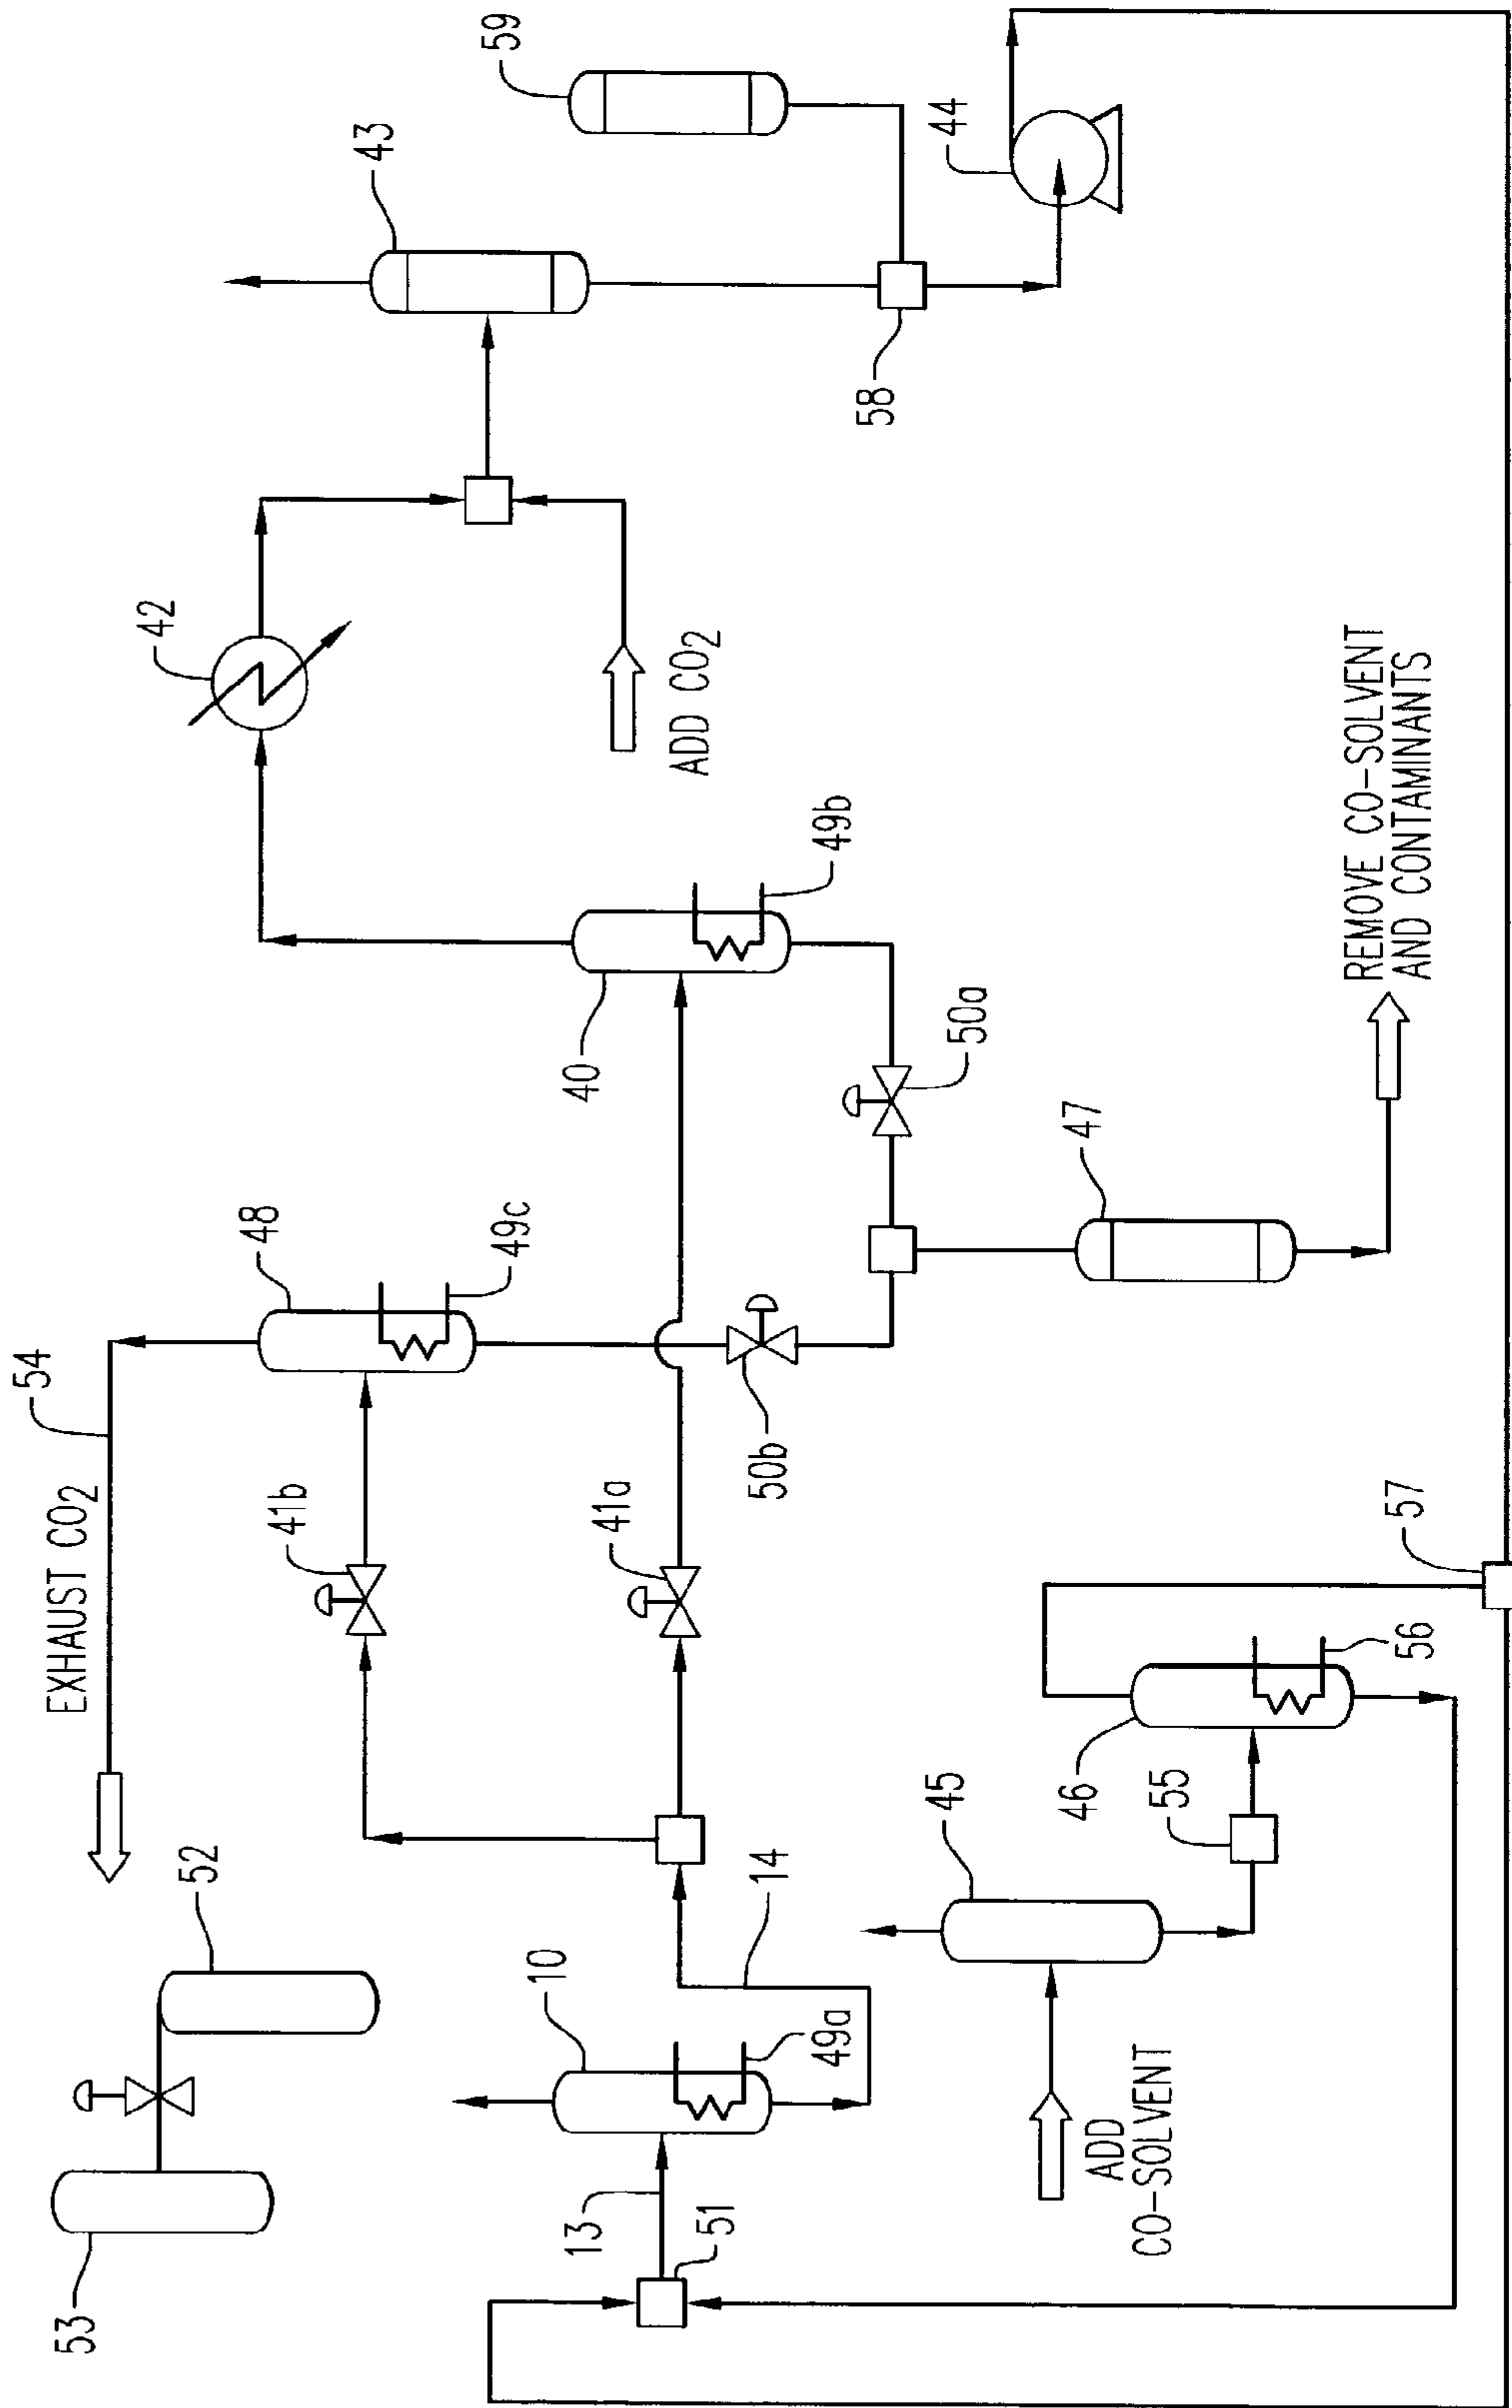 53
52
EXHAUST CO2
54
48
49c
41b
42
43
59
ADD CO2
10
49a
13
51
14
41a
50b
40
49b
50a
58
44
45
ADD
CO-SOLVENT
55
46
56
57
47
REMOVE CO-SOLVENT
AND CONTAMINANTS